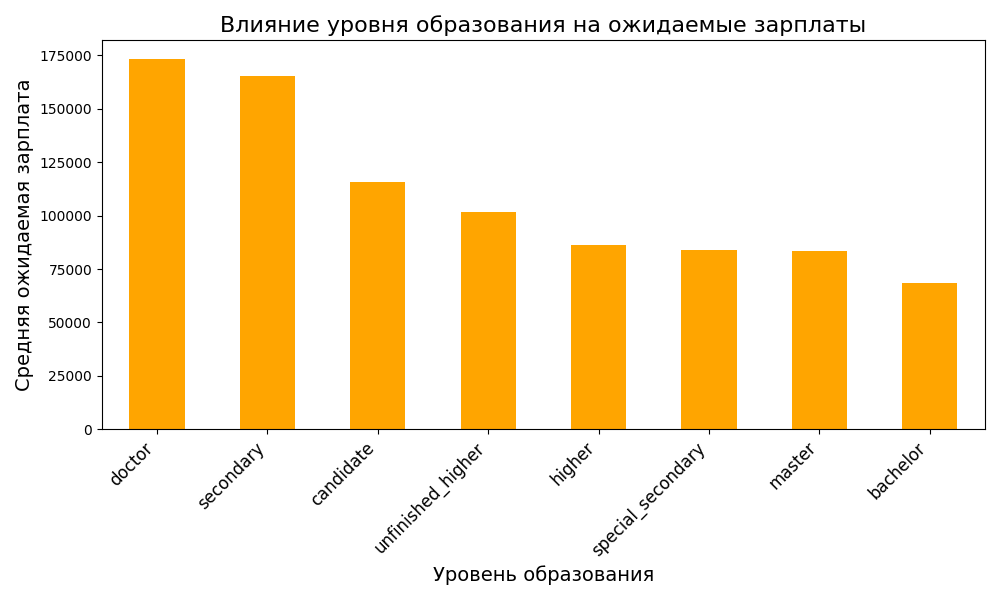 Влияние уровня образования на ожидаемые зарплаты
Средняя ожидаемая зарплата
175000
150000
125000
100000
75000
50000
25000
0
doctor
secondary
candidate
unfinished_higher
higher
special_secondary
master
bachelor
Уровень образования